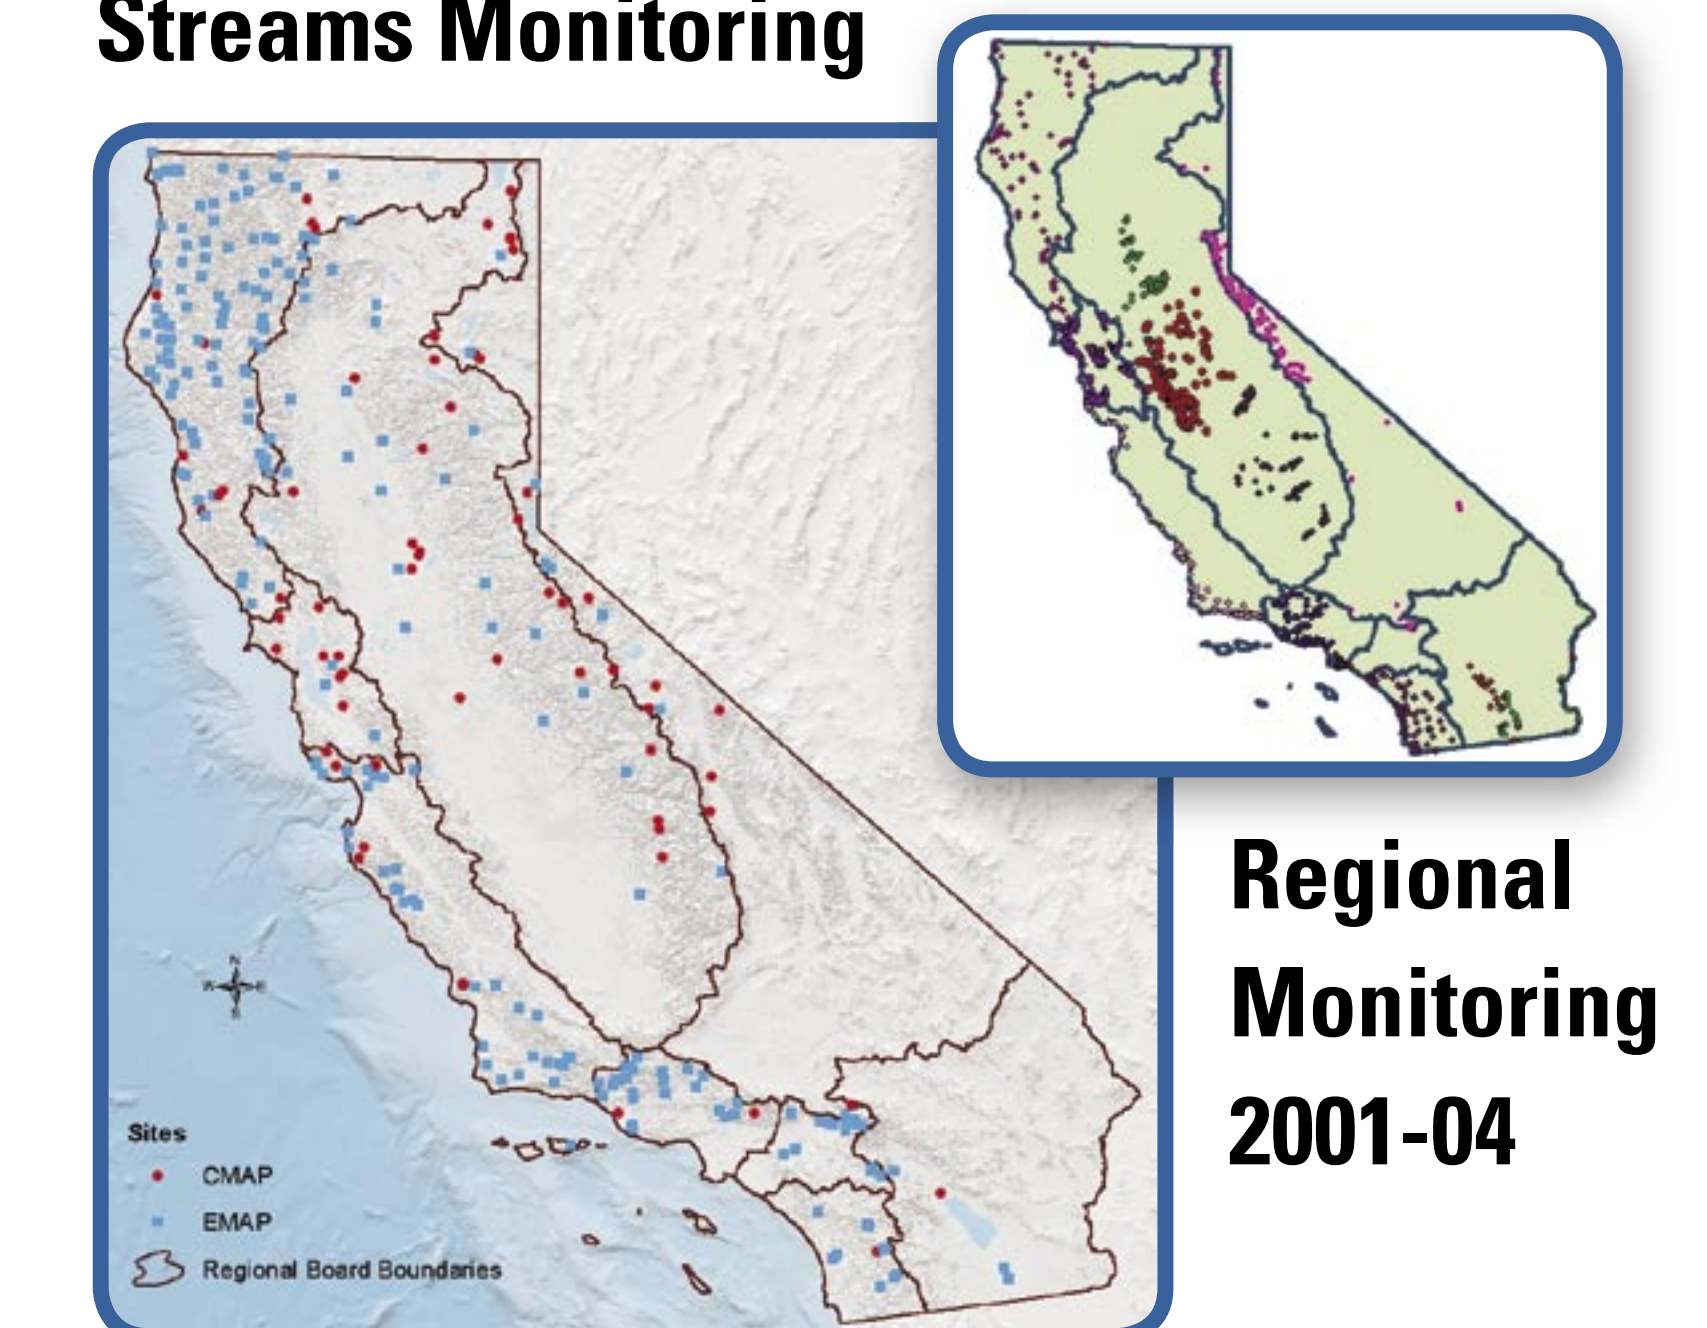 Streams Monitoring
N
W
E
S
Sites
CMAP
EMAP
Regional Board Boundaries
Regional
Monitoring
2001-04